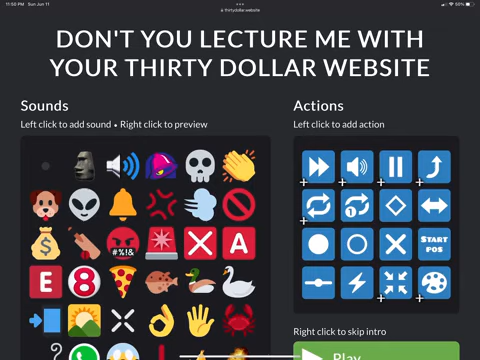 11:50 PM Sun Jun 11
thirtydollar.website
50%
DON'T YOU LECTURE ME WITH
YOUR THIRTY DOLLAR WEBSITE
Sounds
Left click to add sound • Right click to preview
Actions
Left click to add action
#%!&
A
E
8
1
START
POS
Right click to skip intro
Play